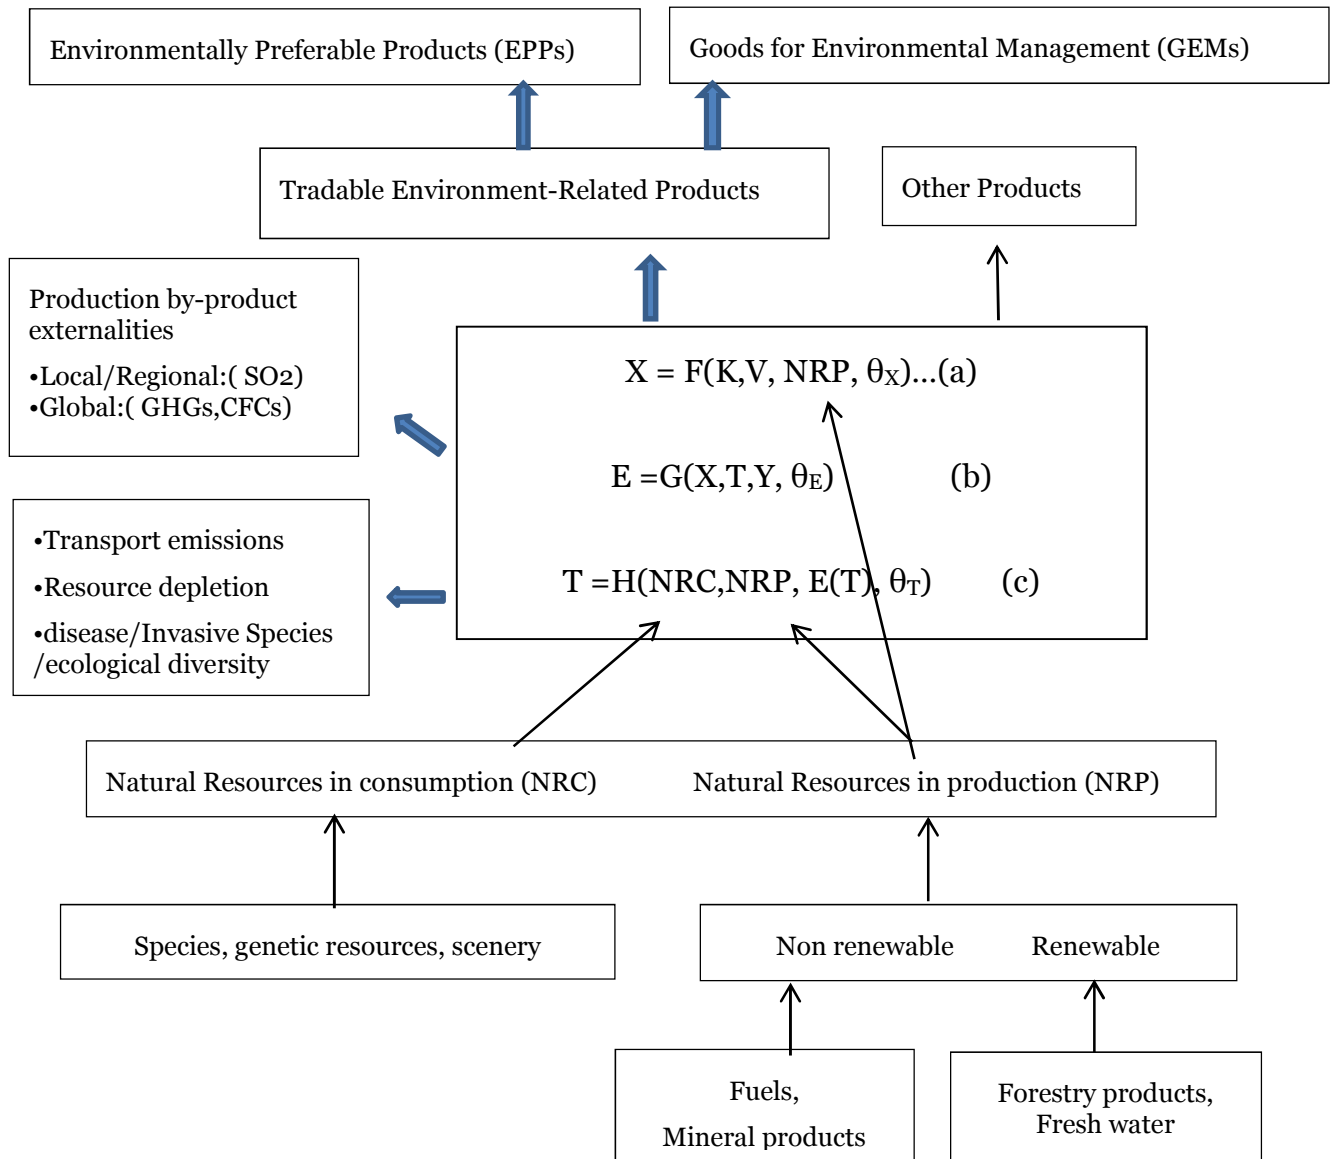 Environmentally Preferable Products (EPPs)
Goods for Environmental Management (GEMs)
Tradable Environment-Related Products
Other Products
Production by-product
externalities
•Local/Regional:( SO2)
•Global:( GHGs,CFCs)
X = F(K,V, NRP, θX)...(a)
E =G(X,T,Y, θE) (b)
T =H(NRC,NRP, E(T), θT) (c)
•Transport emissions
•Resource depletion
•disease/Invasive Species
/ecological diversity
Natural Resources in consumption (NRC) Natural Resources in production (NRP)
Species, genetic resources, scenery
Non renewable Renewable
Fuels,
Mineral products
Forestry products,
Fresh water